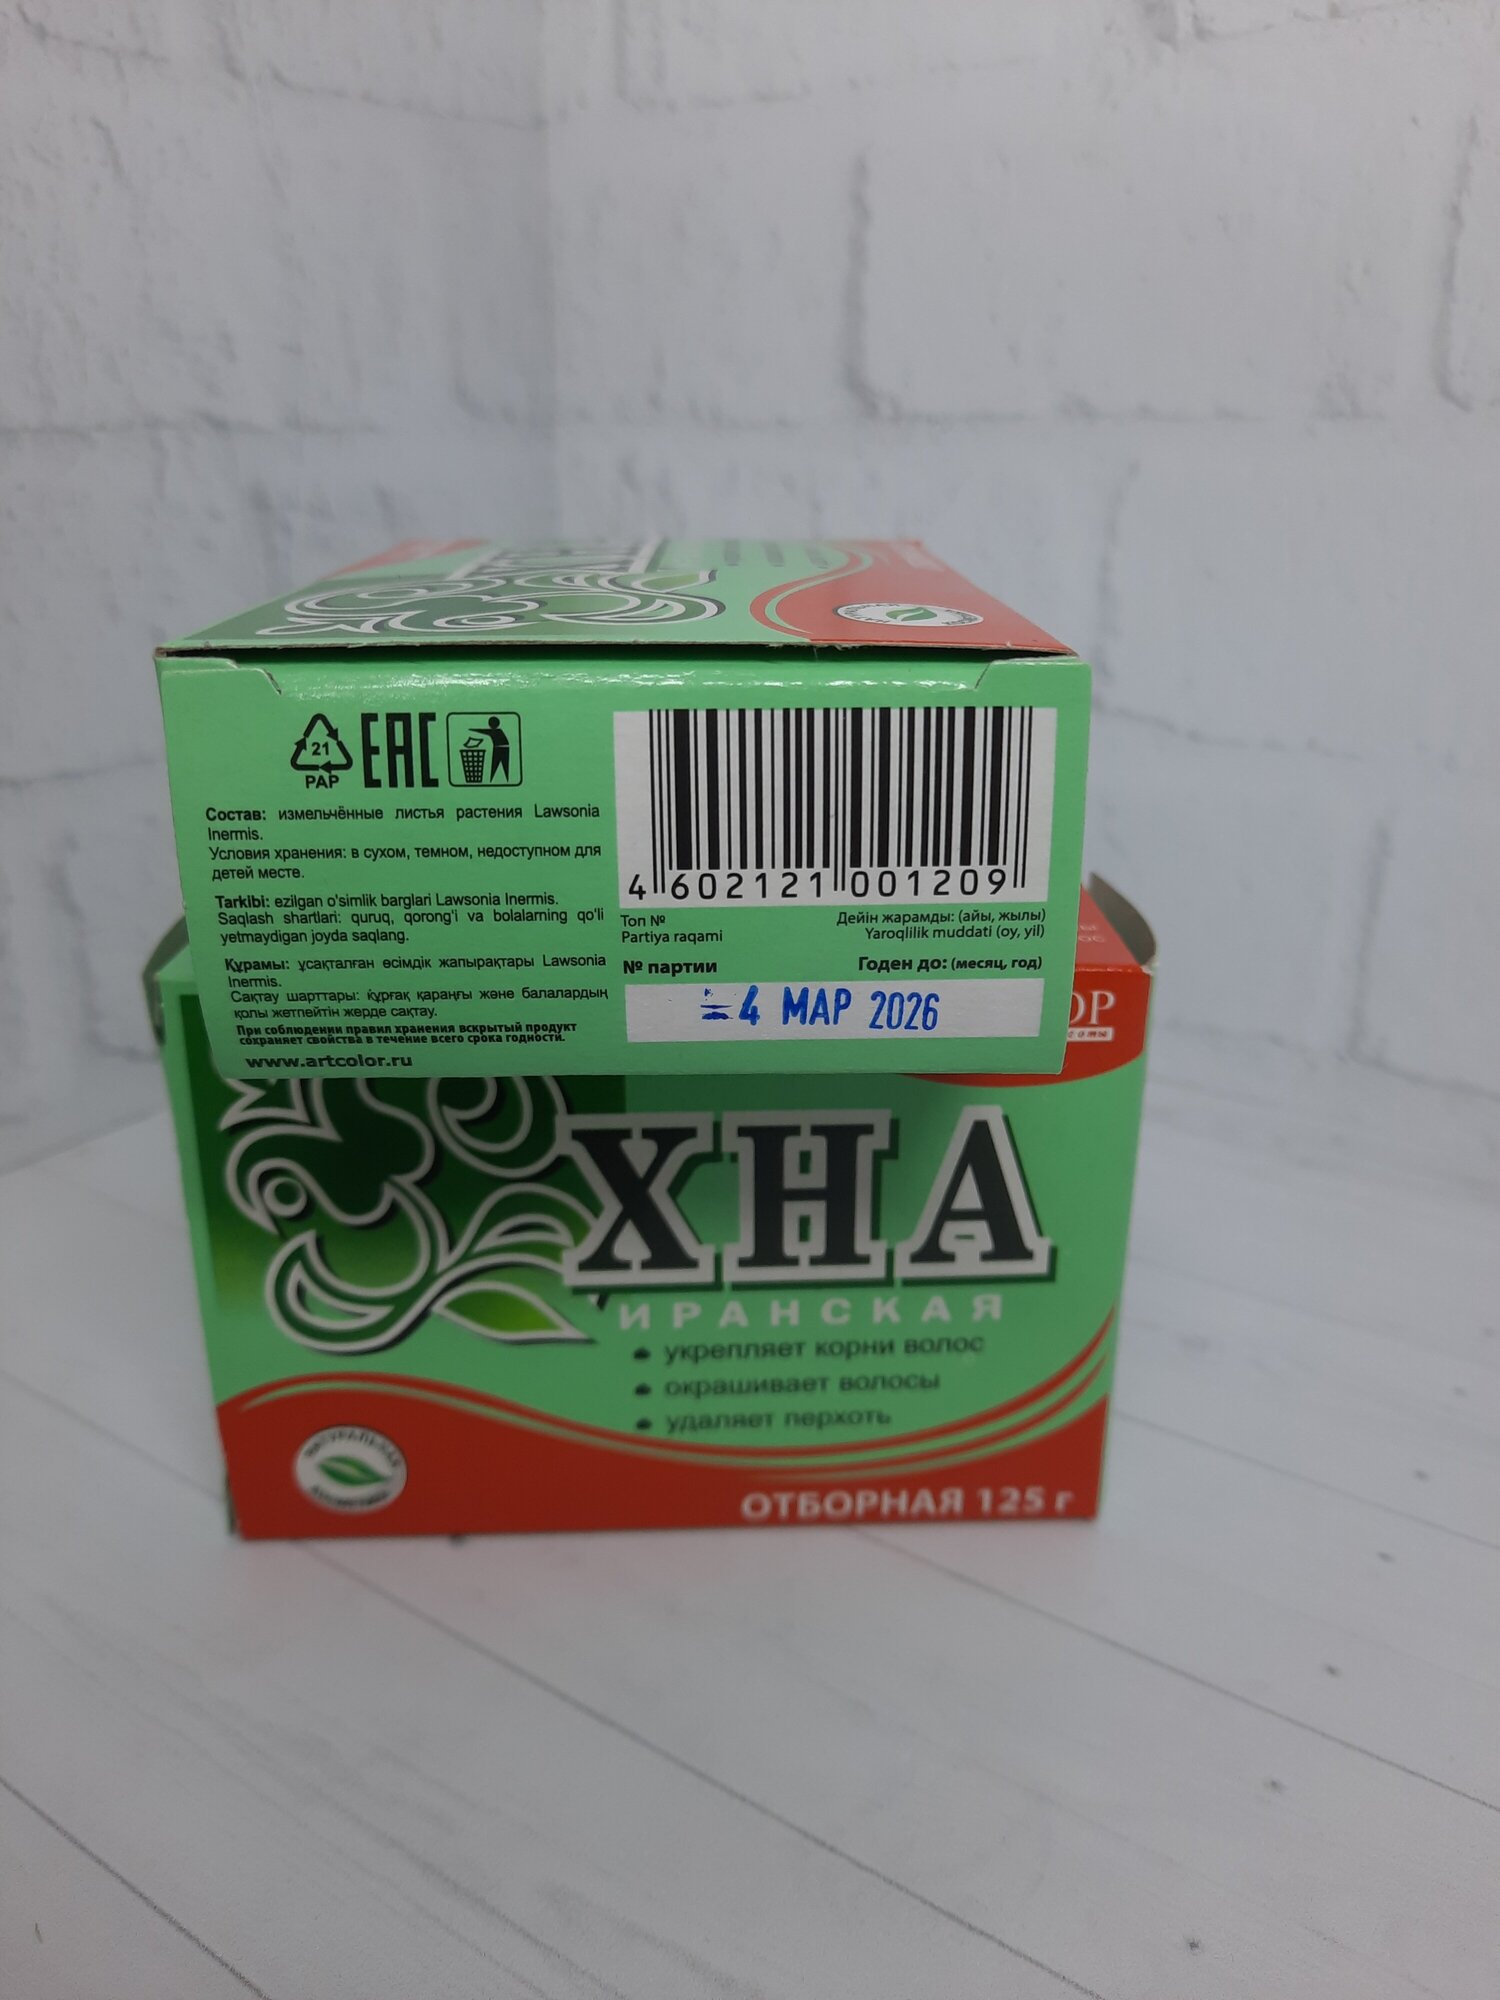 21
PAP
EAC
Состав: измельчённые листья растения Lawsonia
Inermis.
Условия хранения: в сухом, темном, недоступном для
детей месте.
Tarkibi: ezilgan o'simlik barglari Lawsonia Inermis.
Saqlash shartlari: quruq, qorong'i va bolalarning qo'li
yetmaydigan joyda saqlang.
Құрамы: ұсақталған өсімдік жапырақтары Lawsonia
Inermis.
Сақтау шарттары: құрғақ қараңғы және балалардың
қолы жетпейтін жерде сақтау.
При соблюдении правил хранения вскрытый продукт
сохраняет свойства в течение всего срока годности.
www.artcolor.ru
4 602121 001209
Топ №
Partiya raqami
Дейін жарамды: (айы, жылы)
Yaroqlilik muddati (oy, yil)
№ партии
Годен до: (месяц, год)
4 МАР 2026
ХНА
ИРАНСКАЯ
• укрепляет корни волос
• окрашивает волосы
• удаляет перхоть
НАТУРАЛЬНАЯ
ОТБОРНАЯ 125 г